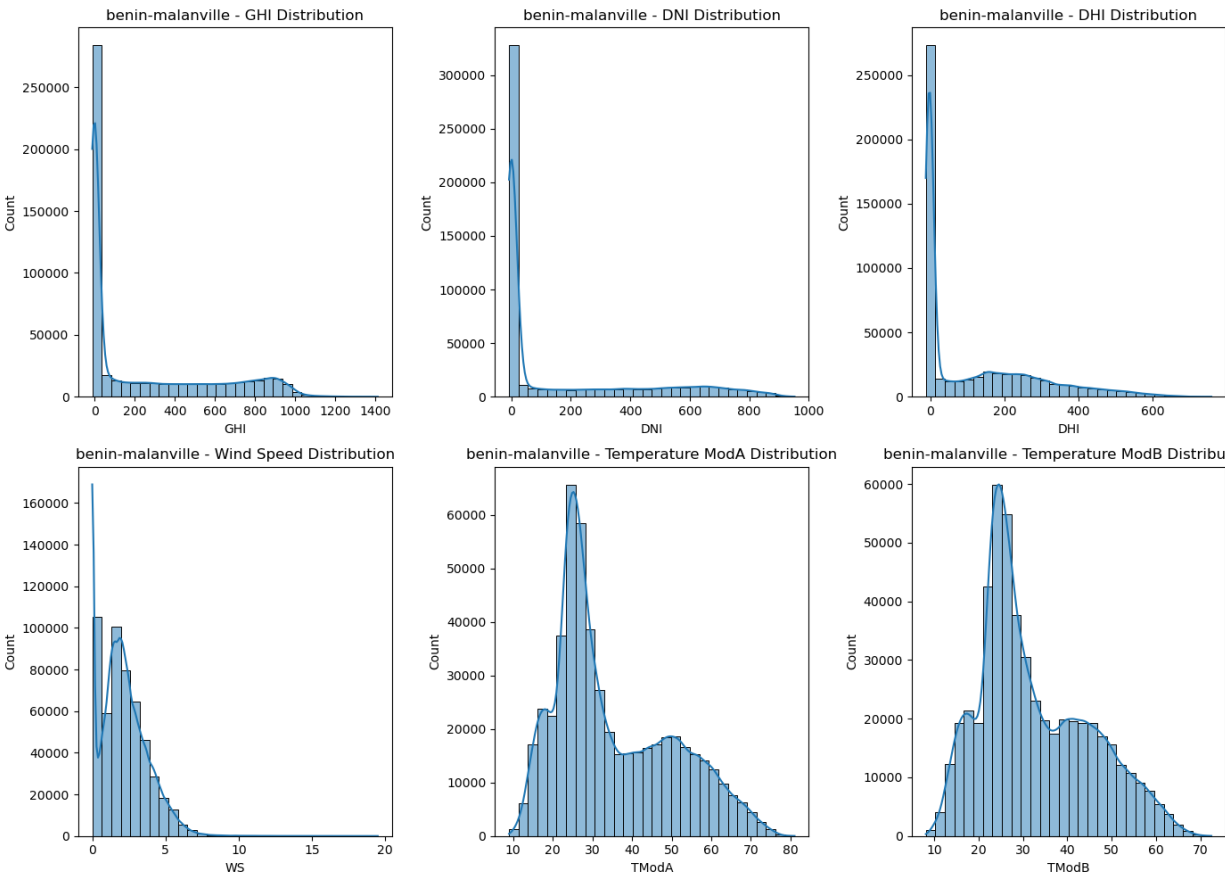 benin-malanville - GHI Distribution
250000
200000
150000
100000
50000
0
Count
0 200 400 600 800 1000 1200 1400
GHI
benin-malanville - DNI Distribution
300000
250000
200000
150000
100000
50000
0
Count
0 200 400 600 800 1000
DNI
benin-malanville - DHI Distribution
250000
200000
150000
100000
50000
0
Count
0 200 400 600
DHI
benin-malanville - Wind Speed Distribution
160000
140000
120000
100000
80000
60000
40000
20000
0
Count
0 5 10 15 20
WS
benin-malanville - Temperature ModA Distribution
60000
50000
40000
30000
20000
10000
0
Count
10 20 30 40 50 60 70 80
TModA
benin-malanville - Temperature ModB Distribu
60000
50000
40000
30000
20000
10000
0
Count
10 20 30 40 50 60 70
TModB